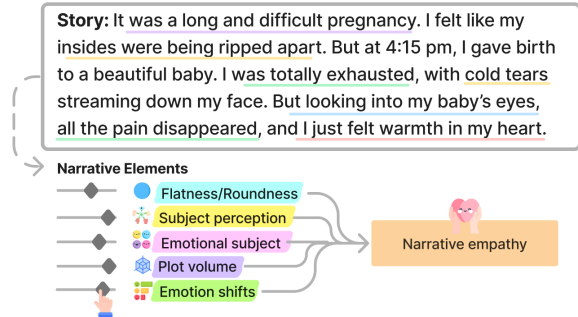 Story: It was a long and difficult pregnancy. I felt like my
insides were being ripped apart. But at 4:15 pm, I gave birth
to a beautiful baby. I was totally exhausted, with cold tears
streaming down my face. But looking into my baby’s eyes,
all the pain disappeared, and I just felt warmth in my heart.
Narrative Elements
Flatness/Roundness
Subject perception
Emotional subject
Plot volume
Emotion shifts
Narrative empathy